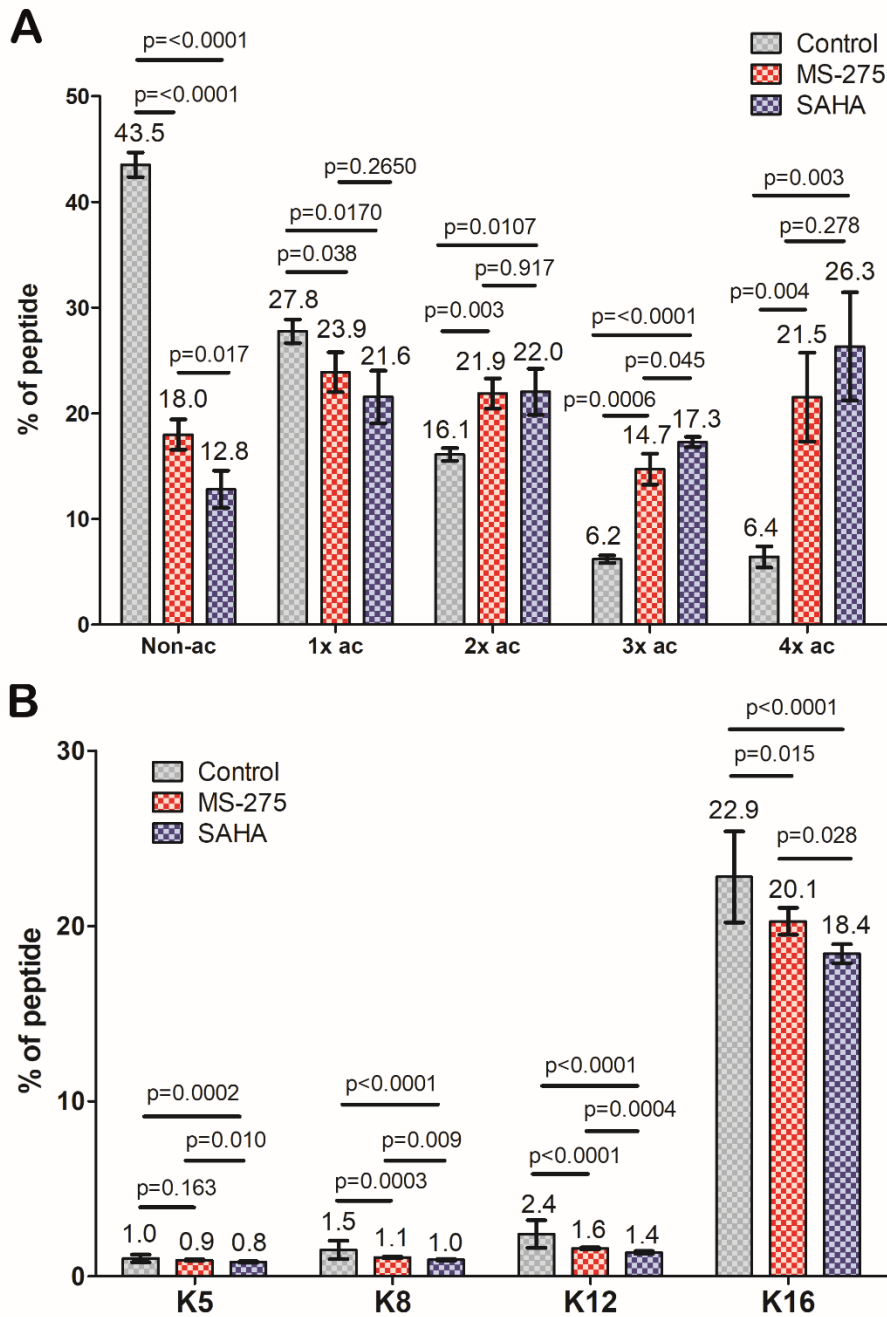 A
Control
MS-275
SAHA
p=<0.0001
p=<0.0001
43.5
p=0.017
18.0
12.8
p=0.2650
p=0.0170
p=0.038
27.8
23.9
21.6
p=0.0107
p=0.917
p=0.003
16.1
21.9
22.0
p=<0.0001
p=0.045
p=0.0006
6.2
14.7
17.3
p=0.003
p=0.278
p=0.004
6.4
21.5
26.3
% of peptide
50
40
30
20
10
0
Non-ac
1x ac
2x ac
3x ac
4x ac
B
Control
MS-275
SAHA
p=0.0002
p=0.010
p=0.163
1.0
0.9
0.8
p<0.0001
p=0.009
p=0.0003
1.5
1.1
1.0
p<0.0001
p=0.0004
p<0.0001
2.4
1.6
1.4
p<0.0001
p=0.015
p=0.028
22.9
20.1
18.4
% of peptide
30
20
10
0
K5
K8
K12
K16